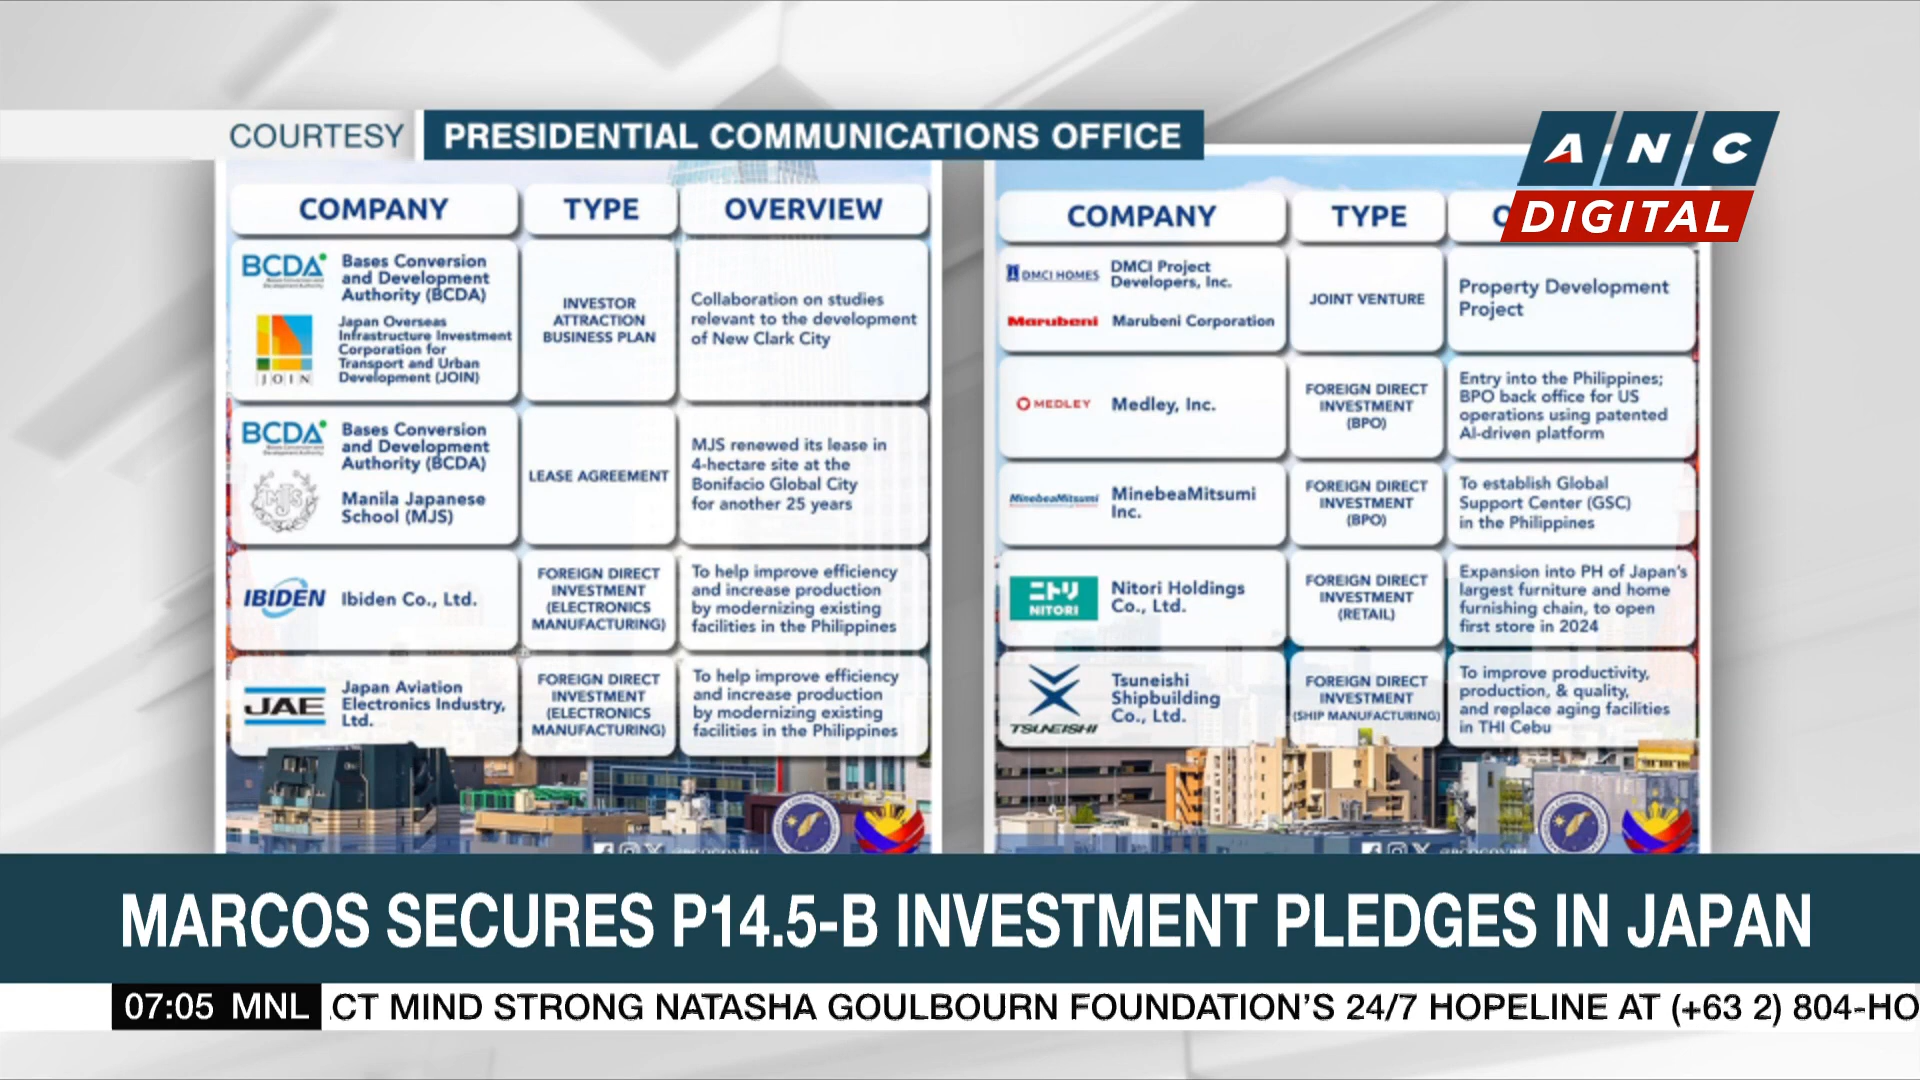 COURTESY
PRESIDENTIAL COMMUNICATIONS OFFICE
A N C
DIGITAL
COMPANY
TYPE
OVERVIEW
BCDA
Bases Conversion
and Development
Authority (BCDA)
JOIN
Japan Overseas
Infrastructure Investment
Corporation for
Transport and Urban
Development (JOIN)
INVESTOR
ATTRACTION
BUSINESS PLAN
Collaboration on studies
relevant to the development
of New Clark City
BCDA
Bases Conversion
and Development
Authority (BCDA)
MJS
Manila Japanese
School (MJS)
LEASE AGREEMENT
MJS renewed its lease in
4-hectare site at the
Bonifacio Global City
for another 25 years
IBIDEN
Ibiden Co., Ltd.
FOREIGN DIRECT
INVESTMENT
(ELECTRONICS
MANUFACTURING)
To help improve efficiency
and increase production
by modernizing existing
facilities in the Philippines
JAE
Japan Aviation
Electronics Industry,
Ltd.
FOREIGN DIRECT
INVESTMENT
(ELECTRONICS
MANUFACTURING)
To help improve efficiency
and increase production
by modernizing existing
facilities in the Philippines
COMPANY
TYPE
O
DMCI HOMES
DMCI Project
Developers, Inc.
Marubeni
Marubeni Corporation
JOINT VENTURE
Property Development
Project
MEDLEY
Medley, Inc.
FOREIGN DIRECT
INVESTMENT
(BPO)
Entry into the Philippines;
BPO back office for US
operations using patented
AI-driven platform
MinebeaMitsumi
MinebeaMitsumi
Inc.
FOREIGN DIRECT
INVESTMENT
(BPO)
To establish Global
Support Center (GSC)
in the Philippines
ニトリ
NITORI
Nitori Holdings
Co., Ltd.
FOREIGN DIRECT
INVESTMENT
(RETAIL)
Expansion into PH of Japan's
largest furniture and home
furnishing chain, to open
first store in 2024
TSUNEISHI
Tsuneishi
Shipbuilding
Co., Ltd.
FOREIGN DIRECT
INVESTMENT
(SHIP MANUFACTURING)
To improve productivity,
production, & quality,
and replace aging facilities
in THI Cebu
MARCOS SECURES P14.5-B INVESTMENT PLEDGES IN JAPAN
07:05 MNL
CT MIND STRONG NATASHA GOULBOURN FOUNDATION'S 24/7 HOPELINE AT (+63 2) 804-HO